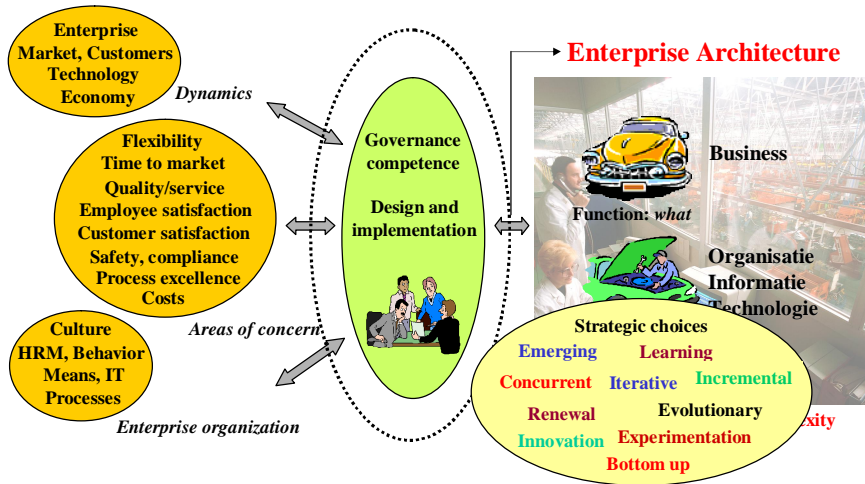 Enterprise
Market, Customers
Technology
Economy
Dynamics
Flexibility
Time to market
Quality/service
Employee satisfaction
Customer satisfaction
Safety, compliance
Process excellence
Costs
Areas of concern
Culture
HRM, Behavior
Means, IT
Processes
Enterprise organization
Governance
competence
Design and
implementation
Enterprise Architecture
Business
Function: what
Organisatie
Informatie
Technologie
Strategic choices
Emerging Learning
Concurrent Iterative Incremental
Renewal Evolutionary
Innovation Experimentation
Bottom up